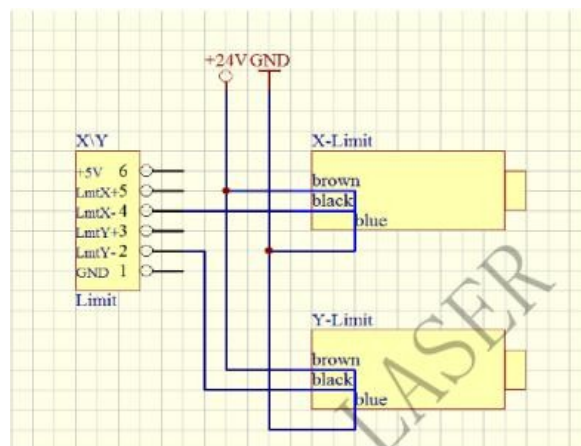 +24V GND
X\Y
+5V 6
LmtX+ 5
LmtX- 4
LmtY+ 3
LmtY- 2
GND 1
Limit
X-Limit
brown
black
blue
Y-Limit
brown
black
blue
LASER